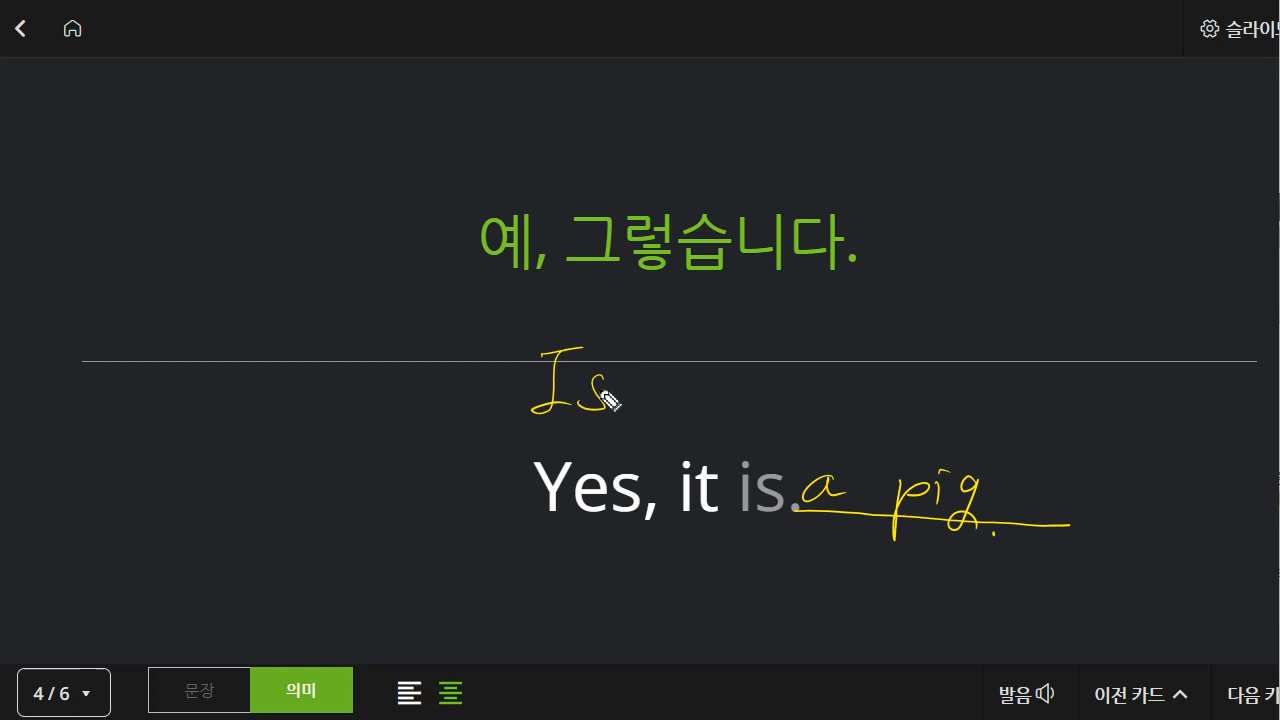 슬라이드
예, 그렇습니다.
Is
Yes, it is. a pig.
4 / 6
문장
의미
발음
이전 카드
다음 카